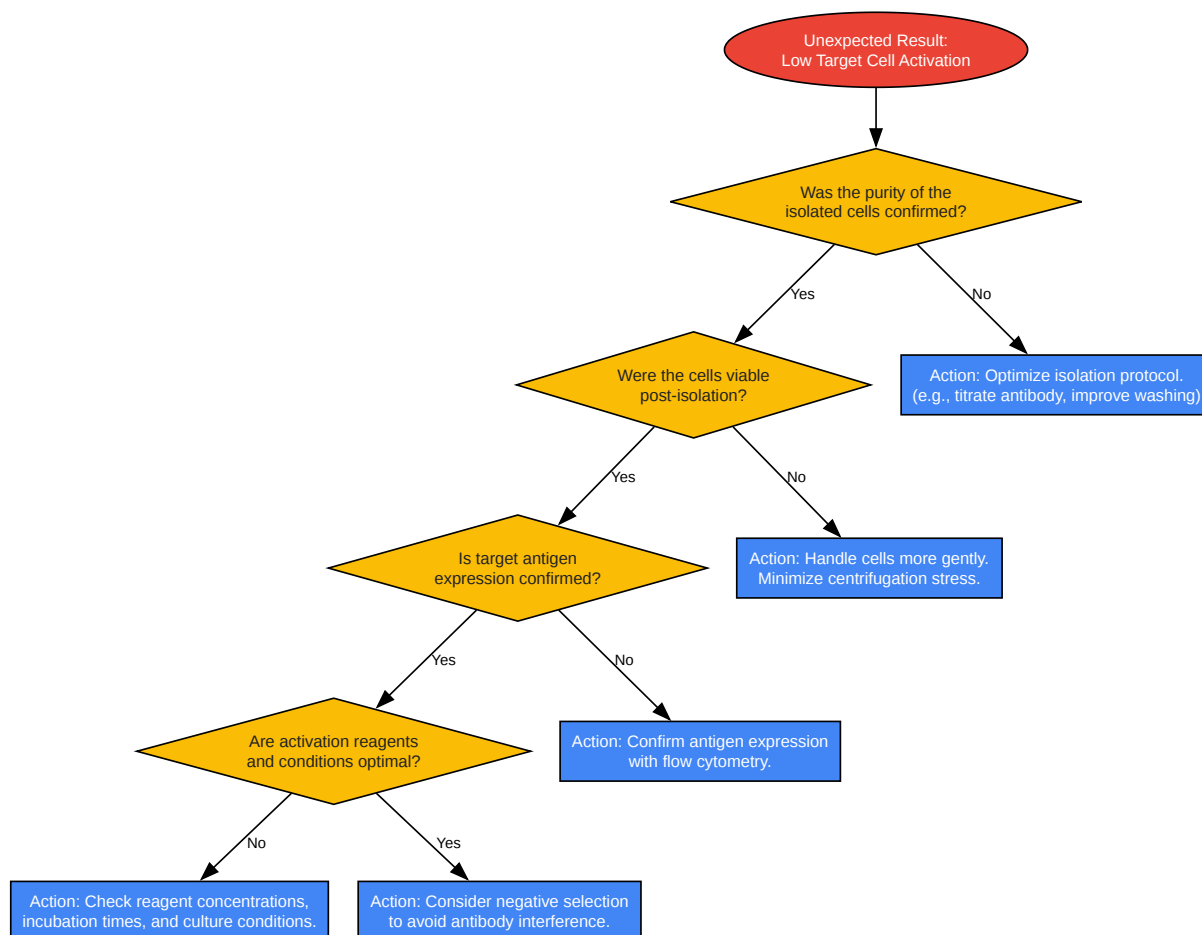 Unexpected Result:
Low Target Cell Activation
Was the purity of the
isolated cells confirmed?
Yes
No
Were the cells viable
post-isolation?
Action: Optimize isolation protocol.
(e.g., titrate antibody, improve washing)
Yes
No
Is target antigen
expression confirmed?
Action: Handle cells more gently.
Minimize centrifugation stress.
Yes
No
Are activation reagents
and conditions optimal?
Action: Confirm antigen expression
with flow cytometry.
No
Yes
Action: Check reagent concentrations,
incubation times, and culture conditions.
Action: Consider negative selection
to avoid antibody interference.